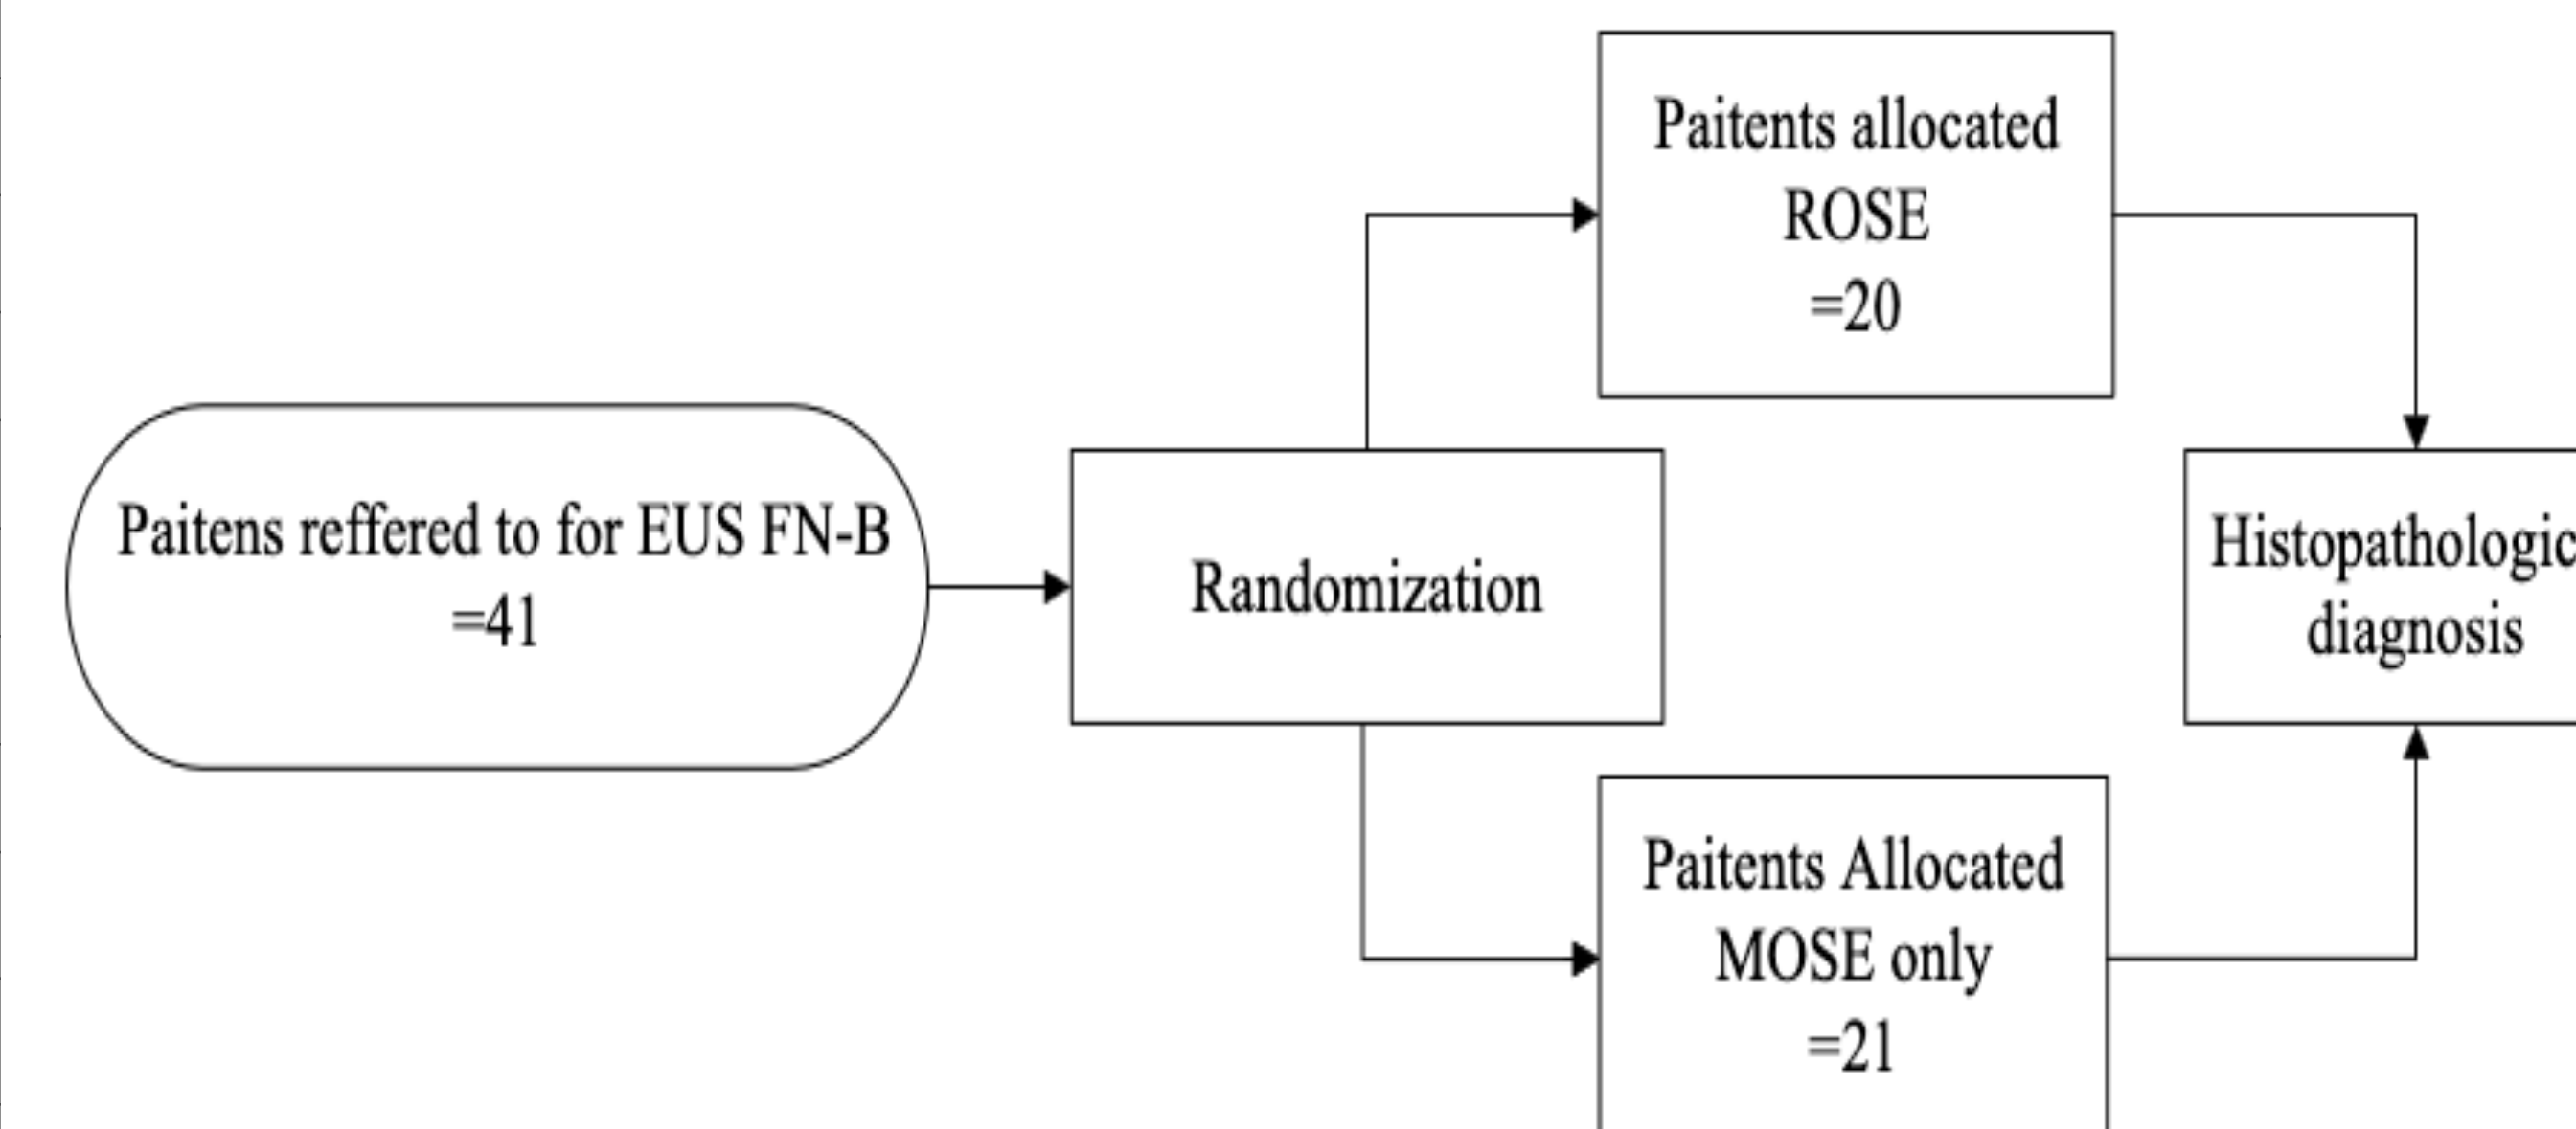 Paitens reffered to for EUS FN-B
=41
Randomization
Paitents allocated
ROSE
=20
Paitents Allocated
MOSE only
=21
Histopathologic
diagnosis